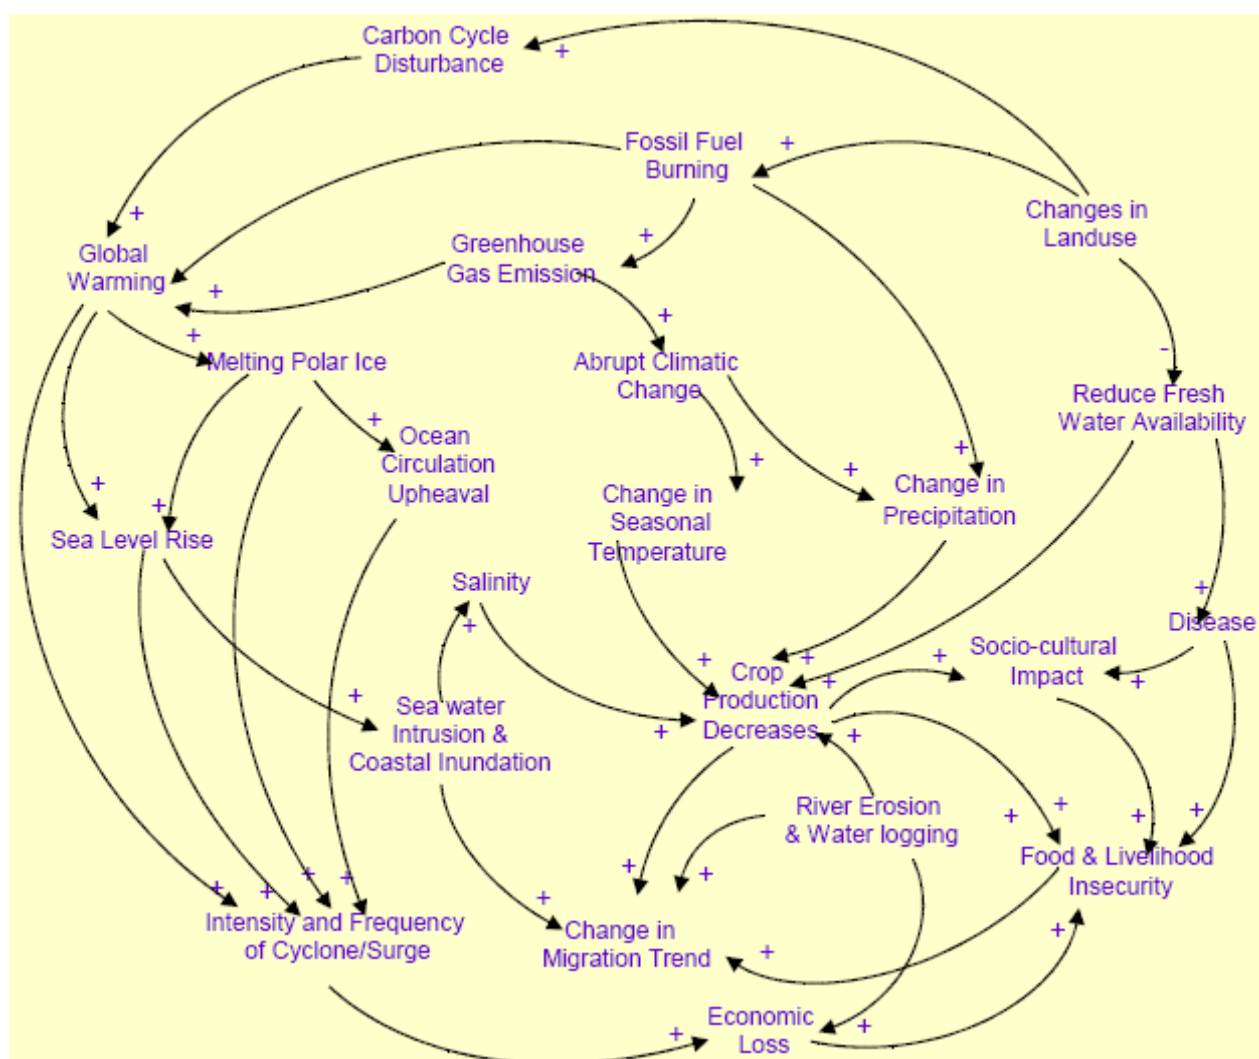 Carbon Cycle
Disturbance
+
Fossil Fuel
Burning
+
Changes in
Landuse
+
Global
Warming
Greenhouse
Gas Emission
+
+
+
+
Melting Polar Ice
Abrupt Climatic
Change
-
Reduce Fresh
Water Availability
+
Ocean
Circulation
Upheaval
+
+
+
+
+
Sea Level Rise
Change in
Seasonal
Temperature
Change in
Precipitation
Salinity
+
+
Disease
Socio-cultural
Impact
+
+
+
+
+
+
Crop
Production
Decreases
+
+
+
Sea water
Intrusion &
Coastal Inundation
River Erosion
& Water logging
+
+
+
+
Food & Livelihood
Insecurity
+
+
+
+
+
+
+
Intensity and Frequency
of Cyclone/Surge
Change in
Migration Trend
+
+
Economic
Loss
+
+